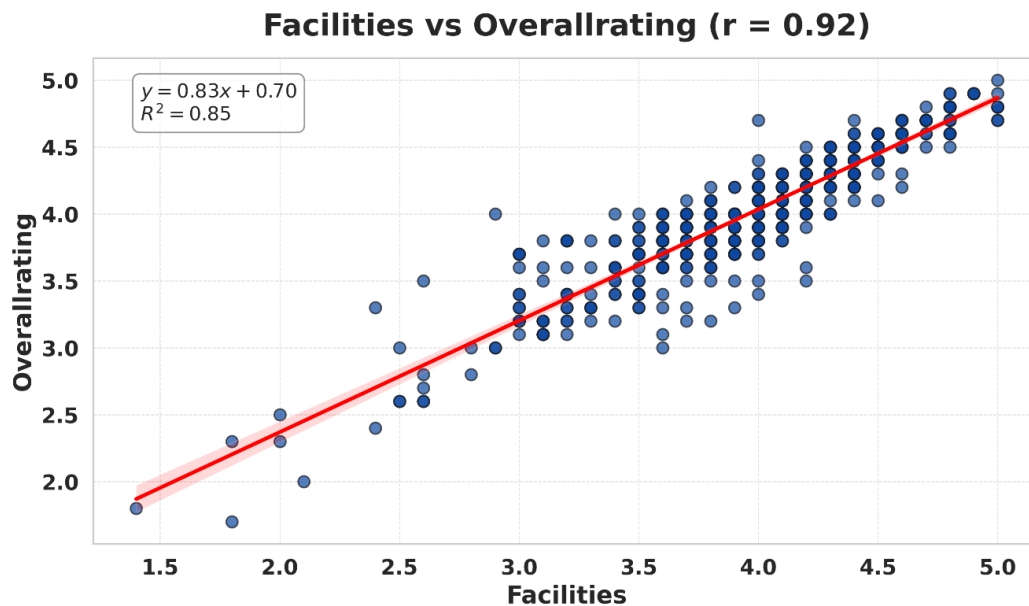 Facilities vs Overallrating (r = 0.92)
y = 0.83x + 0.70
R² = 0.85
Overallrating
5.0
4.5
4.0
3.5
3.0
2.5
2.0
1.5 2.0 2.5 3.0 3.5 4.0 4.5 5.0
Facilities